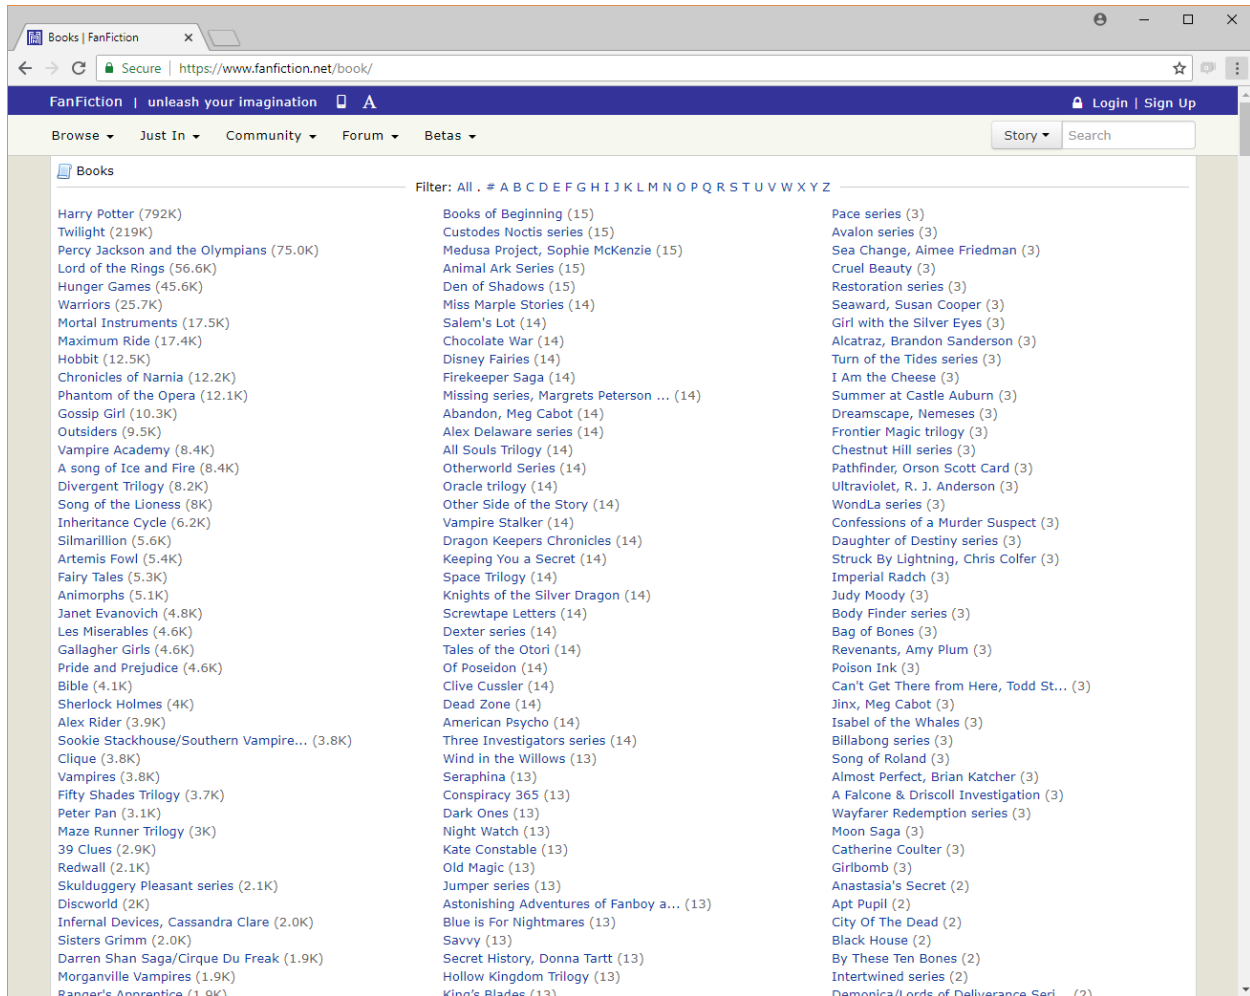 Books | FanFiction
Secure | https://www.fanfiction.net/book/
FanFiction | unleash your imagination A
Login | Sign Up
Browse Just In Community Forum Betas
Story Search
Books
Filter: All . # A B C D E F G H I J K L M N O P Q R S T U V W X Y Z
Harry Potter (792K)
Twilight (219K)
Percy Jackson and the Olympians (75.0K)
Lord of the Rings (56.6K)
Hunger Games (45.6K)
Warriors (25.7K)
Mortal Instruments (17.5K)
Maximum Ride (17.4K)
Hobbit (12.5K)
Chronicles of Narnia (12.2K)
Phantom of the Opera (12.1K)
Gossip Girl (10.3K)
Outsiders (9.5K)
Vampire Academy (8.4K)
A song of Ice and Fire (8.4K)
Divergent Trilogy (8.2K)
Song of the Lioness (8K)
Inheritance Cycle (6.2K)
Silmarillion (5.6K)
Artemis Fowl (5.4K)
Fairy Tales (5.3K)
Animorphs (5.1K)
Janet Evanovich (4.8K)
Les Miserables (4.6K)
Gallagher Girls (4.6K)
Pride and Prejudice (4.6K)
Bible (4.1K)
Sherlock Holmes (4K)
Alex Rider (3.9K)
Sookie Stackhouse/Southern Vampire... (3.8K)
Clique (3.8K)
Vampires (3.8K)
Fifty Shades Trilogy (3.7K)
Peter Pan (3.1K)
Maze Runner Trilogy (3K)
39 Clues (2.9K)
Redwall (2.1K)
Skulduggery Pleasant series (2.1K)
Discworld (2K)
Infernal Devices, Cassandra Clare (2.0K)
Sisters Grimm (2.0K)
Darren Shan Saga/Cirque Du Freak (1.9K)
Morganville Vampires (1.9K)
Ranger's Apprentice (1.9K)
Books of Beginning (15)
Custodes Noctis series (15)
Medusa Project, Sophie McKenzie (15)
Animal Ark Series (15)
Den of Shadows (15)
Miss Marple Stories (14)
Salem's Lot (14)
Chocolate War (14)
Disney Fairies (14)
Firekeeper Saga (14)
Missing series, Margrets Peterson ... (14)
Abandon, Meg Cabot (14)
Alex Delaware series (14)
All Souls Trilogy (14)
Otherworld Series (14)
Oracle trilogy (14)
Other Side of the Story (14)
Vampire Stalker (14)
Dragon Keepers Chronicles (14)
Keeping You a Secret (14)
Space Trilogy (14)
Knights of the Silver Dragon (14)
Screwtape Letters (14)
Dexter series (14)
Tales of the Otori (14)
Of Poseidon (14)
Clive Cussler (14)
Dead Zone (14)
American Psycho (14)
Three Investigators series (14)
Wind in the Willows (13)
Seraphina (13)
Conspiracy 365 (13)
Dark Ones (13)
Night Watch (13)
Kate Constable (13)
Old Magic (13)
Jumper series (13)
Astonishing Adventures of Fanboy a... (13)
Blue is For Nightmares (13)
Savvy (13)
Secret History, Donna Tartt (13)
Hollow Kingdom Trilogy (13)
King's Blades (13)
Pace series (3)
Avalon series (3)
Sea Change, Aimee Friedman (3)
Cruel Beauty (3)
Restoration series (3)
Seaward, Susan Cooper (3)
Girl with the Silver Eyes (3)
Alcatraz, Brandon Sanderson (3)
Turn of the Tides series (3)
I Am the Cheese (3)
Summer at Castle Auburn (3)
Dreamscape, Nemeses (3)
Frontier Magic trilogy (3)
Chestnut Hill series (3)
Pathfinder, Orson Scott Card (3)
Ultraviolet, R. J. Anderson (3)
WondLa series (3)
Confessions of a Murder Suspect (3)
Daughter of Destiny series (3)
Struck By Lightning, Chris Colfer (3)
Imperial Radch (3)
Judy Moody (3)
Body Finder series (3)
Bag of Bones (3)
Revenants, Amy Plum (3)
Poison Ink (3)
Can't Get There from Here, Todd St... (3)
Jinx, Meg Cabot (3)
Isabel of the Whales (3)
Billabong series (3)
Song of Roland (3)
Almost Perfect, Brian Katcher (3)
A Falcone & Driscoll Investigation (3)
Wayfarer Redemption series (3)
Moon Saga (3)
Catherine Coulter (3)
Girlbomb (3)
Anastasia's Secret (2)
Apt Pupil (2)
City Of The Dead (2)
Black House (2)
By These Ten Bones (2)
Intertwined series (2)
Demonica/Lords of Deliverance Seri... (2)